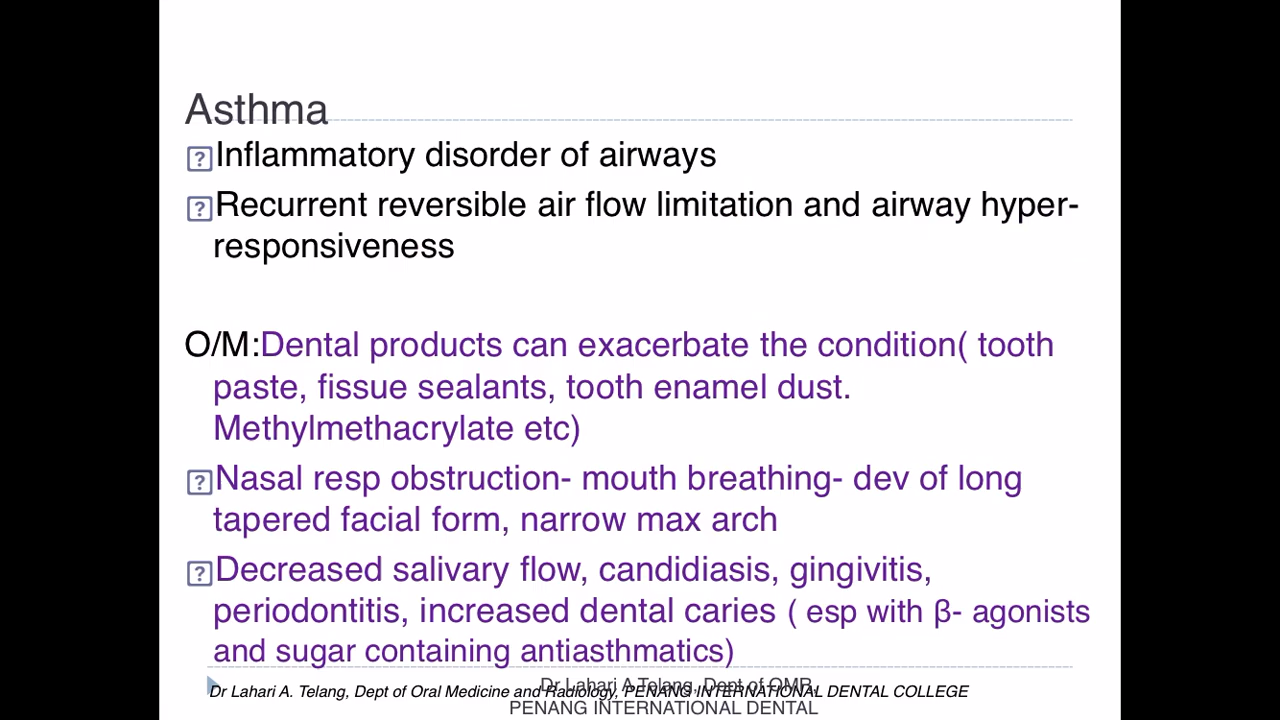 Asthma
Inflammatory disorder of airways
Recurrent reversible air flow limitation and airway hyper-
responsiveness
O/M:Dental products can exacerbate the condition( tooth
paste, fissue sealants, tooth enamel dust.
Methylmethacrylate etc)
Nasal resp obstruction- mouth breathing- dev of long
tapered facial form, narrow max arch
Decreased salivary flow, candidiasis, gingivitis,
periodontitis, increased dental caries ( esp with β- agonists
and sugar containing antiasthmatics)
Dr Lahari A. Telang, Dept of Oral Medicine and Radiology, PENANG INTERNATIONAL DENTAL COLLEGE
Dr Lahari A Telang, Dept of OMR,
PENANG INTERNATIONAL DENTAL